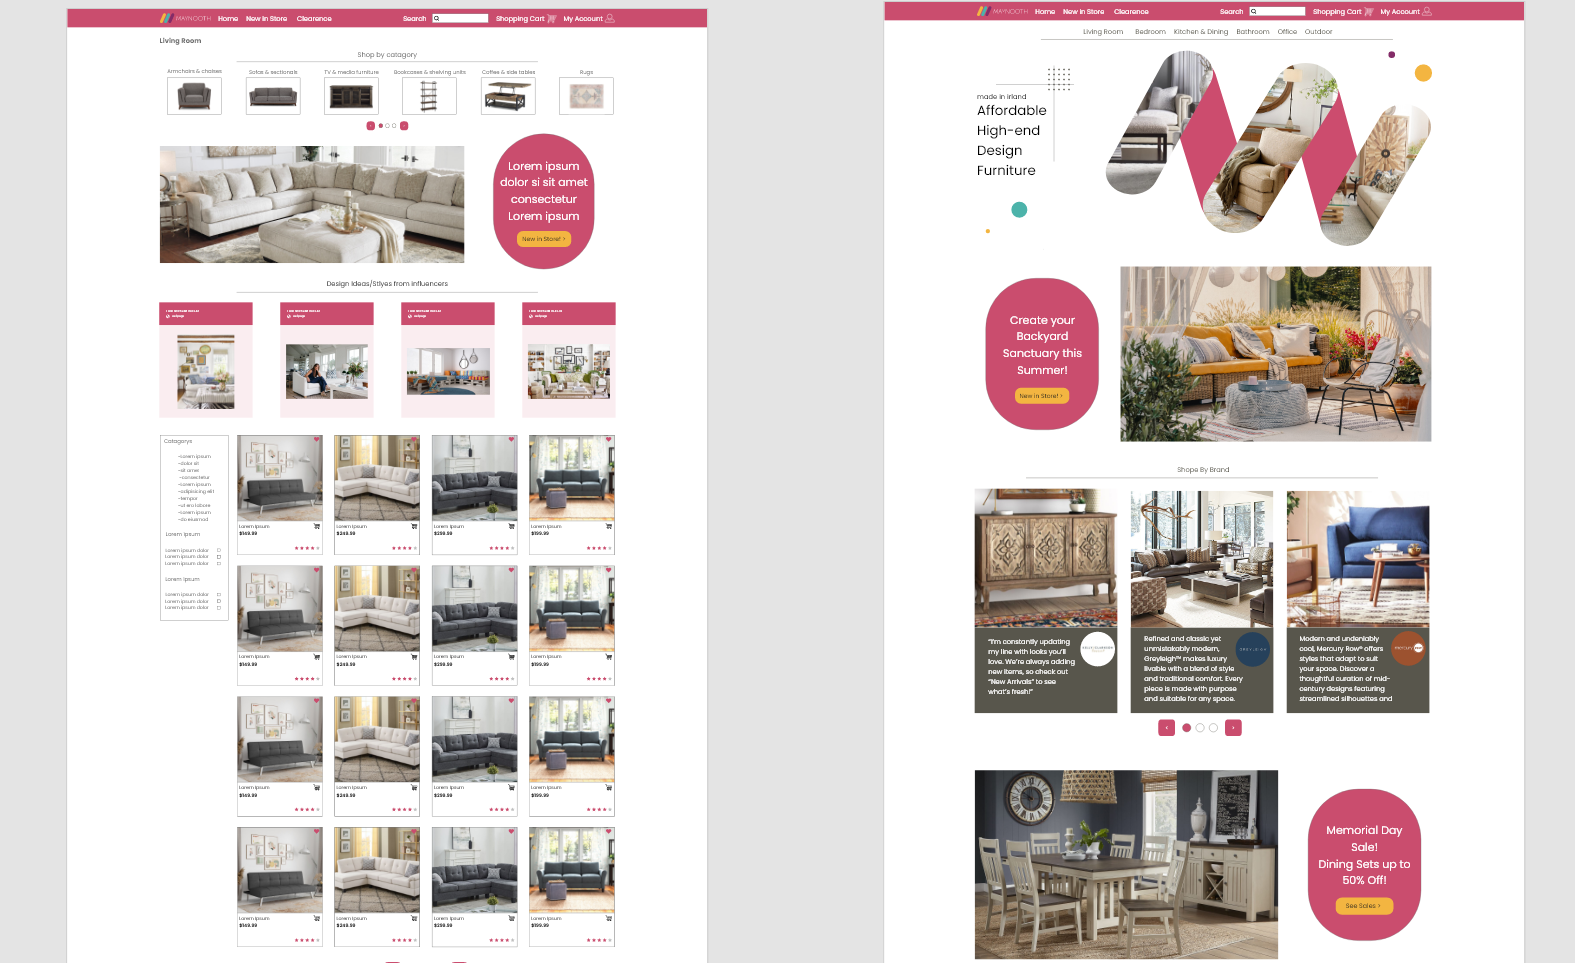 MAYNOOTH Home New in Store Clearence Search Shopping Cart My Account
Living Room
Shop by catagory
Armchairs & chaises Sofas & sectionals TV & media furniture Bookcases & shelving units Coffies & side tables Rugs
Lorem ipsum
dolor si sit amet
consectetur
Lorem ipsum
New in Store! >
Design Ideas/Stlyes from Influencers
Catagorys
-lorem ipsum
-dolor sit
-sit amet
-consectetur
-lorem ipsum
-adipisicing elit
-tempor
-ut era labore
-lorem ipsum
-do eiusmod
Lorem ipsum
Lorem ipsum dolor
Lorem ipsum dolor
Lorem ipsum dolor
Lorem ipsum
Lorem ipsum dolor
Lorem ipsum dolor
Lorem ipsum dolor
Lorem ipsum Lorem ipsum Lorem ipsum Lorem ipsum
$149.99 $249.99 $299.99 $199.99
Lorem ipsum Lorem ipsum Lorem ipsum Lorem ipsum
$149.99 $249.99 $299.99 $199.99
Lorem ipsum Lorem ipsum Lorem ipsum Lorem ipsum
$149.99 $249.99 $299.99 $199.99
Lorem ipsum Lorem ipsum Lorem ipsum Lorem ipsum
$149.99 $249.99 $299.99 $199.99
MAYNOOTH Home New in Store Clearence Search Shopping Cart My Account
Living Room Bedroom Kitchen & Dining Bathroom Office Outdoor
made in irland
Affordable
High-end
Design
Furniture
Create your
Backyard
Sanctuary this
Summer!
New in Store! >
Shope By Brand
"I'm constantly updating
my line with looks you'll
love. We're always adding
new items, so check out
"New Arrivals" to see
what's fresh!"
Refined and classic yet
unmistakably modern,
Greyleigh™ makes luxury
livable with a blend of style
and traditional comfort. Every
piece is made with purpose
and suitable for any space.
GREYLEIGH
Modern and undeniably
cool, Mercury Row® offers
styles that adapt to suit
your space. Discover a
thoughtful curation of mid-
century designs featuring
streamlined silhouettes and
mercury row
Memorial Day
Sale!
Dining Sets up to
50% Off!
See Sales >